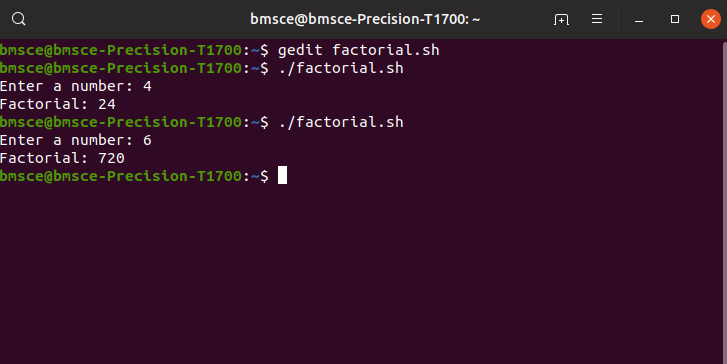 bmsce@bmsce-Precision-T1700: ~
bmsce@bmsce-Precision-T1700:~$ gedit factorial.sh
bmsce@bmsce-Precision-T1700:~$ ./factorial.sh
Enter a number: 4
Factorial: 24
bmsce@bmsce-Precision-T1700:~$ ./factorial.sh
Enter a number: 6
Factorial: 720
bmsce@bmsce-Precision-T1700:~$